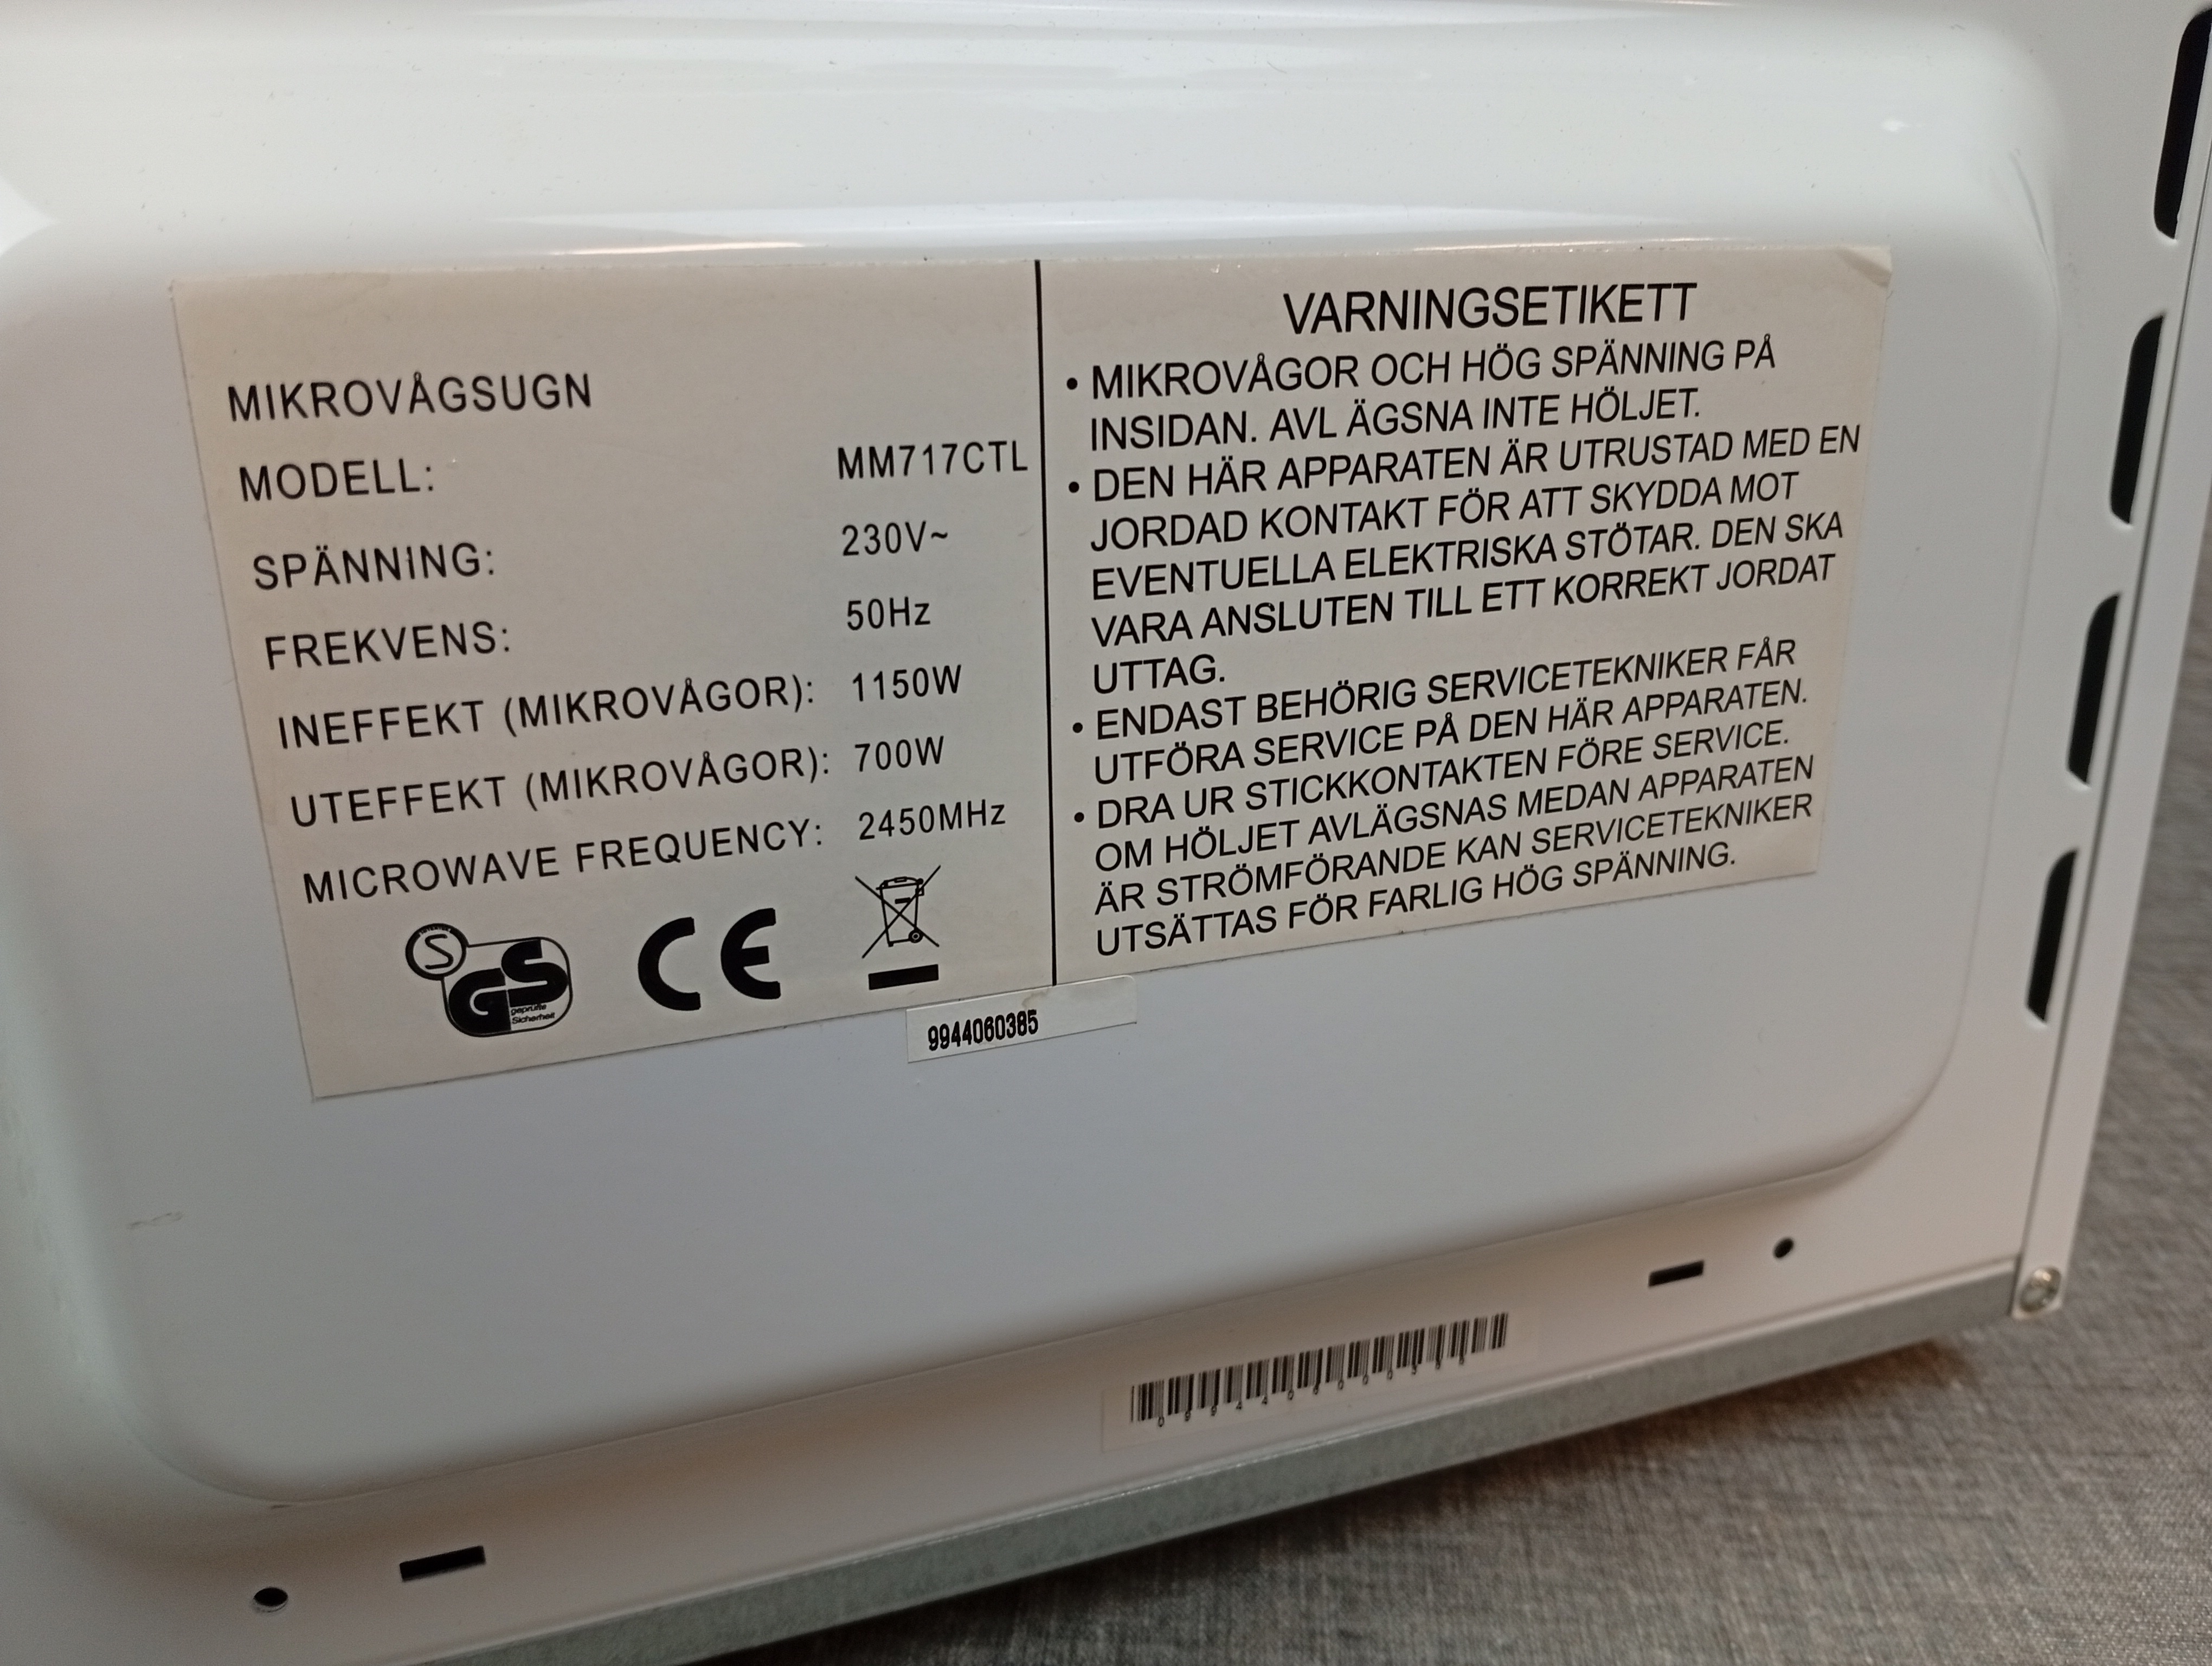 MIKROVÅGSUGN
MODELL: MM717CTL
SPÄNNING: 230V~
FREKVENS: 50Hz
INEFFEKT (MIKROVÅGOR): 1150W
UTEFFEKT (MIKROVÅGOR): 700W
MICROWAVE FREQUENCY: 2450MHz
S
GS
geprüfte
Sicherheit
CE
VARNINGSETIKETT
• MIKROVÅGOR OCH HÖG SPÄNNING PÅ
INSIDAN. AVL ÄGSNA INTE HÖLJET.
• DEN HÄR APPARATEN ÄR UTRUSTAD MED EN
JORDAD KONTAKT FÖR ATT SKYDDA MOT
EVENTUELLA ELEKTRISKA STÖTAR. DEN SKA
VARA ANSLUTEN TILL ETT KORREKT JORDAT
UTTAG.
• ENDAST BEHÖRIG SERVICETEKNIKER FÅR
UTFÖRA SERVICE PÅ DEN HÄR APPARATEN.
• DRA UR STICKKONTAKTEN FÖRE SERVICE.
OM HÖLJET AVLÄGSNAS MEDAN APPARATEN
ÄR STRÖMFÖRANDE KAN SERVICETEKNIKER
UTSÄTTAS FÖR FARLIG HÖG SPÄNNING.
9944060385